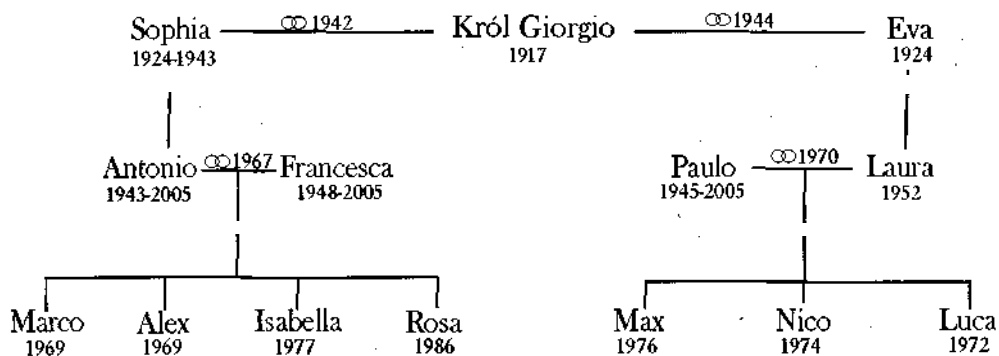 Sophia ⚭1942 Król Giorgio ⚭1944 Eva
1924-1943 1917 1924
Antonio ⚭1967 Francesca Paulo ⚭1970 Laura
1943-2005 1948-2005 1945-2005 1952
Marco Alex Isabella Rosa Max Nico Luca
1969 1969 1977 1986 1976 1974 1972